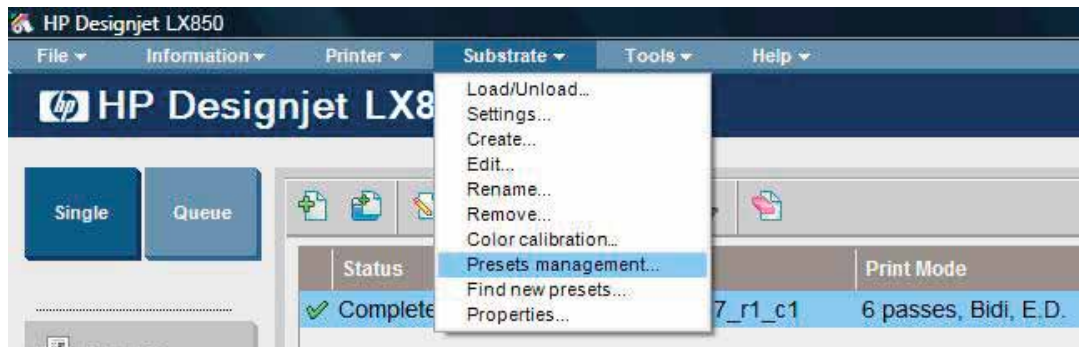 HP Designjet LX850
File Information Printer Substrate Tools Help
hp HP Designjet LX8
Load/Unload...
Settings...
Create...
Edit...
Rename...
Remove...
Color calibration...
Presets management...
Find new presets...
Properties...
Single Queue
Status Print Mode
Complete 7_r1_c1 6 passes, Bidi, E.D.